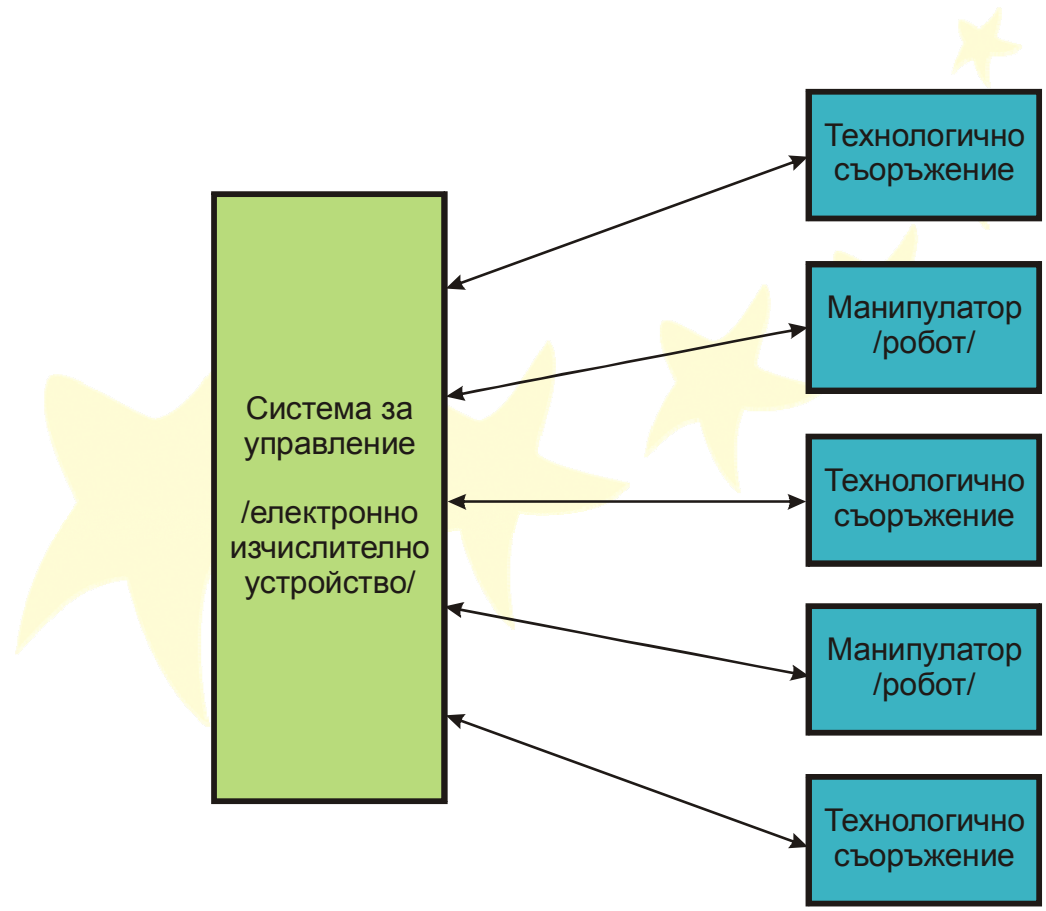 Технологично
съоръжение
Манипулатор
/робот/
Система за
управление
/електронно
изчислително
устройство/
Технологично
съоръжение
Манипулатор
/робот/
Технологично
съоръжение